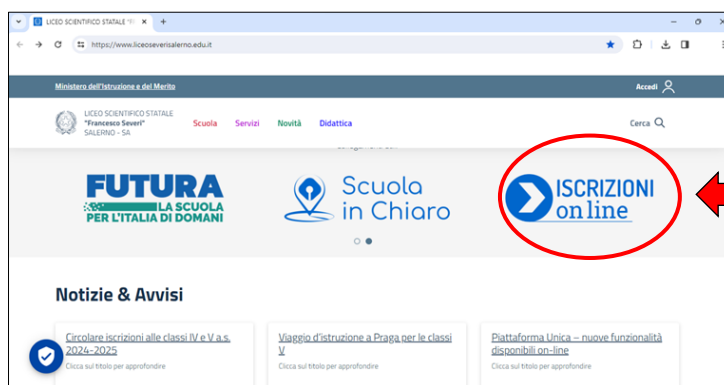 LICEO SCIENTIFICO STATALE "F
https://www.liceoseverisalerno.edu.it
Ministero dell'Istruzione e del Merito
Accedi
LICEO SCIENTIFICO STATALE
"Francesco Severi"
SALERNO - SA
Scuola Servizi Novità Didattica
Cerca
FUTURA
LA SCUOLA
PER L'ITALIA DI DOMANI
Scuola
in Chiaro
ISCRIZIONI
on line
Notizie & Avvisi
Circolare iscrizioni alle classi IV e V a.s.
2024-2025
Clicca sul titolo per approfondire
Viaggio d'istruzione a Praga per le classi
V
Clicca sul titolo per approfondire
Piattaforma Unica – nuove funzionalità
disponibili on-line
Clicca sul titolo per approfondire